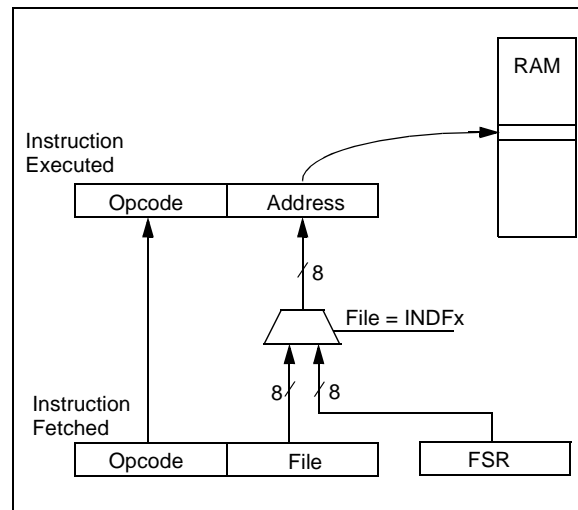 RAM
Instruction
Executed
Opcode
Address
8
File = INDFx
8
8
Instruction
Fetched
Opcode
File
FSR